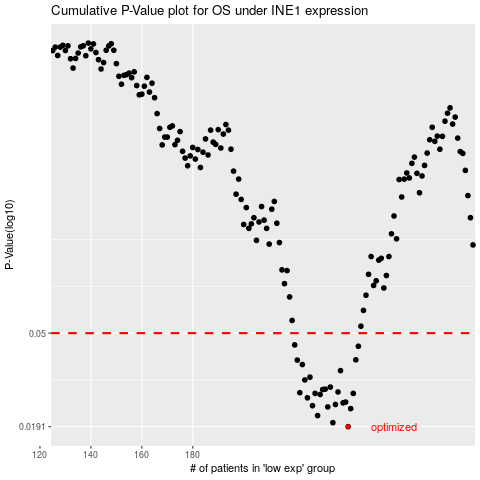 Cumulative P-Value plot for OS under INE1 expression
P-Value(log10)
0.05
0.0191
optimized
120 140 160 180
# of patients in 'low exp' group